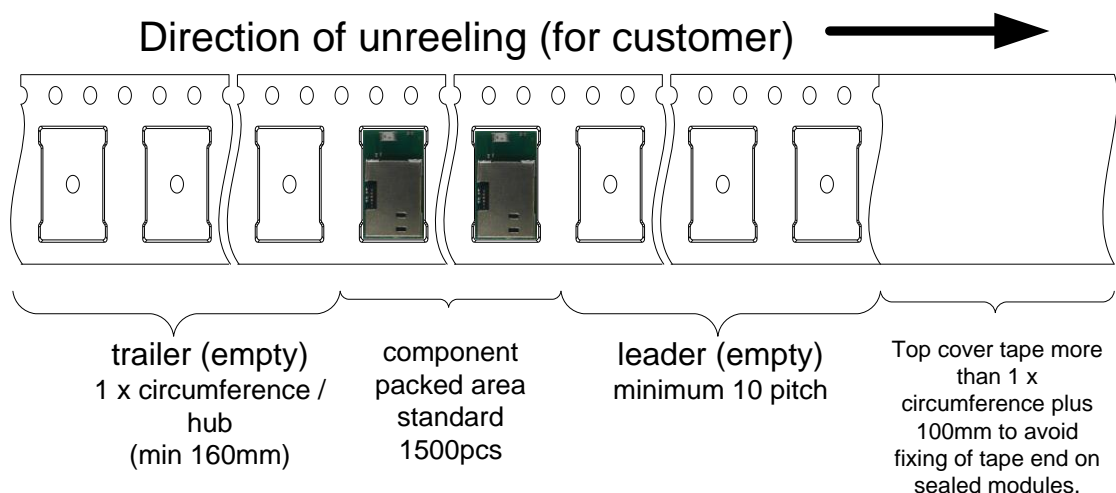 Direction of unreeling (for customer)
trailer (empty)
1 x circumference /
hub
(min 160mm)
component
packed area
standard
1500pcs
leader (empty)
minimum 10 pitch
Top cover tape more
than 1 x
circumference plus
100mm to avoid
fixing of tape end on
sealed modules.